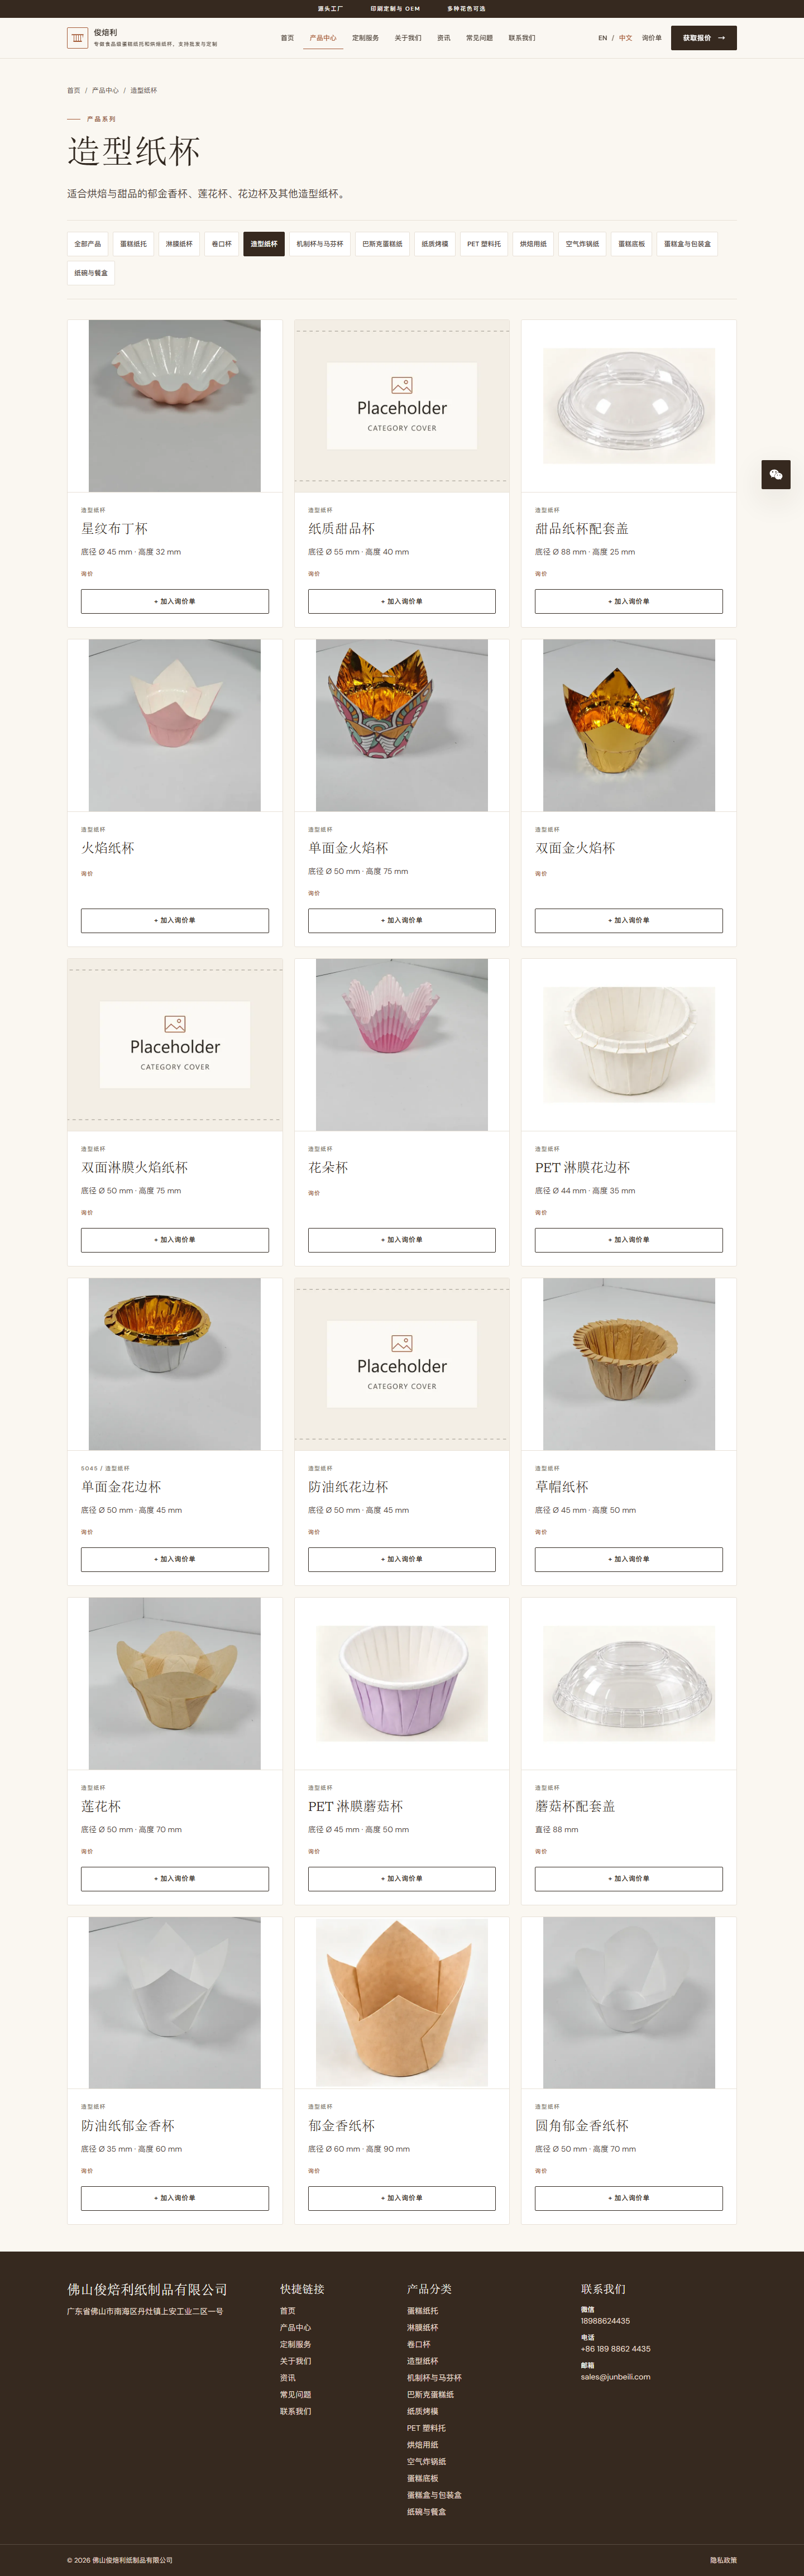 源头工厂 印刷定制与 OEM 多种花色可选
俊焙利
专做食品级蛋糕纸托和烘焙纸杯，支持批发与定制
首页 产品中心 定制服务 关于我们 资讯 常见问题 联系我们
EN / 中文 询价单 获取报价 →
首页 / 产品中心 / 造型纸杯
产品系列
造型纸杯
适合烘焙与甜品的郁金香杯、莲花杯、花边杯及其他造型纸杯。
全部产品 蛋糕纸托 淋膜纸杯 卷口杯 造型纸杯 机制杯与马芬杯 巴斯克蛋糕纸 纸质烤模 PET 塑料托 烘焙用纸 空气炸锅纸 蛋糕底板 蛋糕盒与包装盒
纸碗与餐盒
造型纸杯
星纹布丁杯
底径 Ø 45 mm · 高度 32 mm
询价
+ 加入询价单
Placeholder
CATEGORY COVER
造型纸杯
纸质甜品杯
底径 Ø 55 mm · 高度 40 mm
询价
+ 加入询价单
造型纸杯
甜品纸杯配套盖
底径 Ø 88 mm · 高度 25 mm
询价
+ 加入询价单
造型纸杯
火焰纸杯
询价
+ 加入询价单
造型纸杯
单面金火焰杯
底径 Ø 50 mm · 高度 75 mm
询价
+ 加入询价单
造型纸杯
双面金火焰杯
询价
+ 加入询价单
Placeholder
CATEGORY COVER
造型纸杯
双面淋膜火焰纸杯
底径 Ø 50 mm · 高度 75 mm
询价
+ 加入询价单
造型纸杯
花朵杯
询价
+ 加入询价单
造型纸杯
PET 淋膜花边杯
底径 Ø 44 mm · 高度 35 mm
询价
+ 加入询价单
5045 / 造型纸杯
单面金花边杯
底径 Ø 50 mm · 高度 45 mm
询价
+ 加入询价单
Placeholder
CATEGORY COVER
造型纸杯
防油纸花边杯
底径 Ø 50 mm · 高度 45 mm
询价
+ 加入询价单
造型纸杯
草帽纸杯
底径 Ø 45 mm · 高度 50 mm
询价
+ 加入询价单
造型纸杯
莲花杯
底径 Ø 50 mm · 高度 70 mm
询价
+ 加入询价单
造型纸杯
PET 淋膜蘑菇杯
底径 Ø 45 mm · 高度 50 mm
询价
+ 加入询价单
造型纸杯
蘑菇杯配套盖
直径 88 mm
询价
+ 加入询价单
造型纸杯
防油纸郁金香杯
底径 Ø 35 mm · 高度 60 mm
询价
+ 加入询价单
造型纸杯
郁金香纸杯
底径 Ø 60 mm · 高度 90 mm
询价
+ 加入询价单
造型纸杯
圆角郁金香纸杯
底径 Ø 50 mm · 高度 70 mm
询价
+ 加入询价单
佛山俊焙利纸制品有限公司
广东省佛山市南海区丹灶镇上安工业二区一号
快捷链接
首页
产品中心
定制服务
关于我们
资讯
常见问题
联系我们
产品分类
蛋糕纸托
淋膜纸杯
卷口杯
造型纸杯
机制杯与马芬杯
巴斯克蛋糕纸
纸质烤模
PET 塑料托
烘焙用纸
空气炸锅纸
蛋糕底板
蛋糕盒与包装盒
纸碗与餐盒
联系我们
微信
18988624435
电话
+86 189 8862 4435
邮箱
sales@junbeili.com
© 2026 佛山俊焙利纸制品有限公司
隐私政策